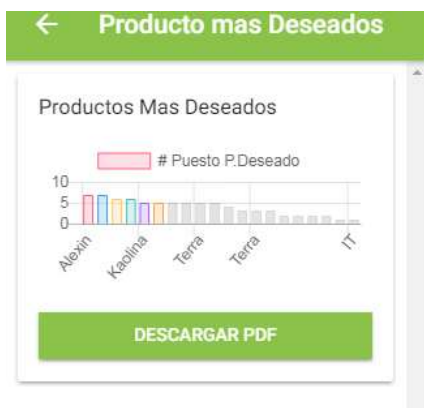 Producto mas Deseados
Productos Mas Deseados
# Puesto P.Deseado
10
5
0
Alexin
Kaolina
Terra
Terra
IT
DESCARGAR PDF